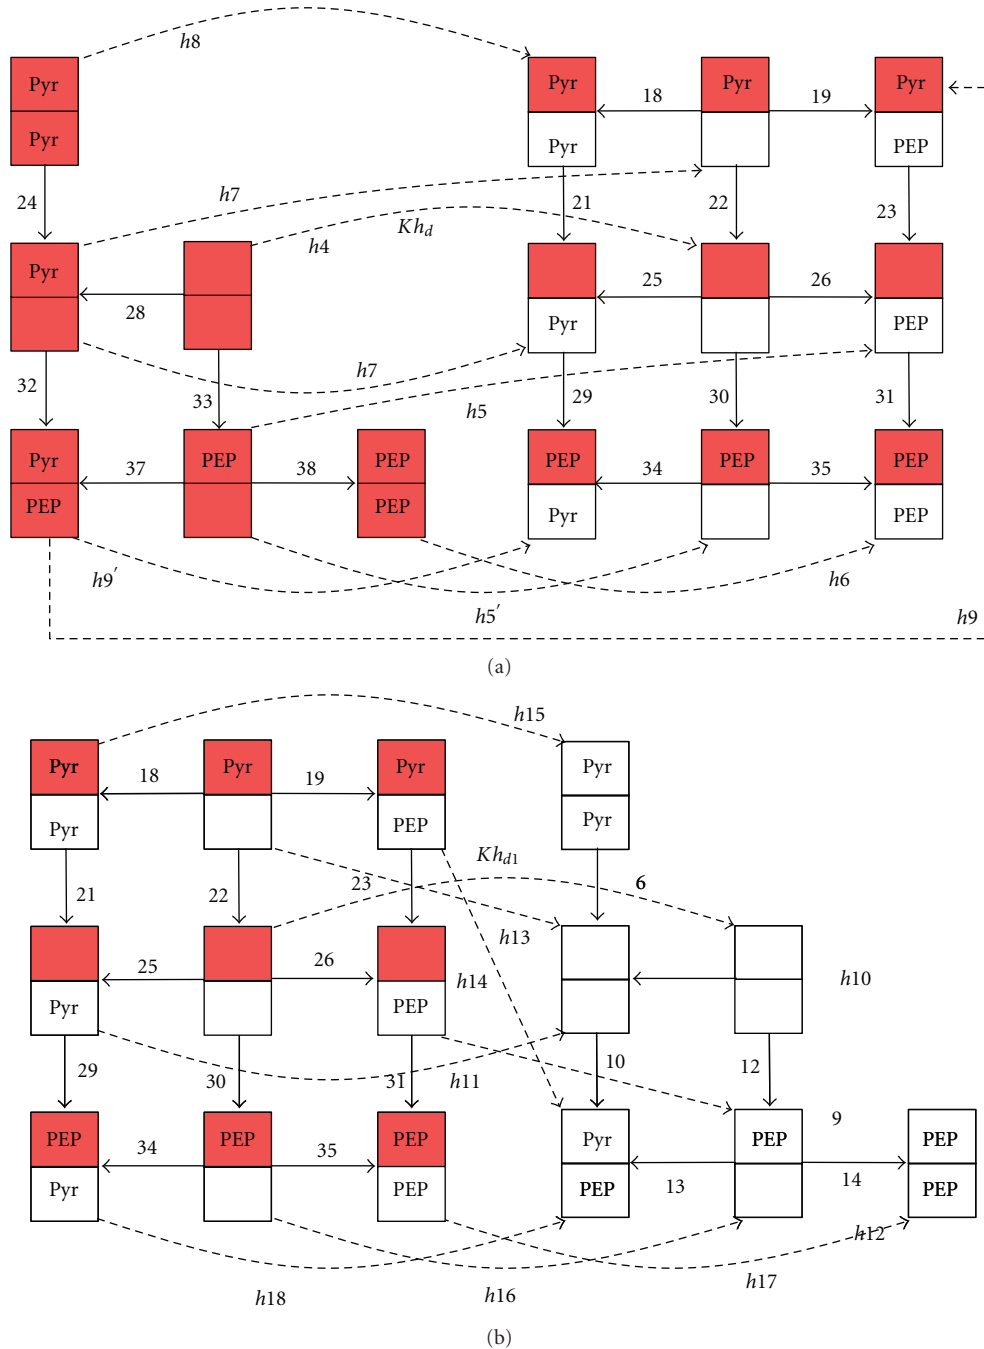 h8
Pyr Pyr 18 Pyr 19 Pyr
Pyr Pyr PEP
24 h7 21 22 23
Kh_d
h4
Pyr 25 26
28 Pyr PEP
32 33 h7 29 30 31
h5
Pyr 37 PEP 38 PEP PEP 34 PEP 35 PEP
PEP PEP Pyr PEP
h9′ h6
h5′ h9
(a)
h15
Pyr 18 Pyr 19 Pyr Pyr
Pyr PEP Pyr
21 22 23 Kh_{d1} 6
h13
25 26 h14 h10
Pyr PEP
29 30 31 h11 10 12
PEP 34 PEP 35 PEP Pyr PEP 9 PEP
Pyr PEP PEP 13 14 PEP
h12
h18 h16 h17
(b)